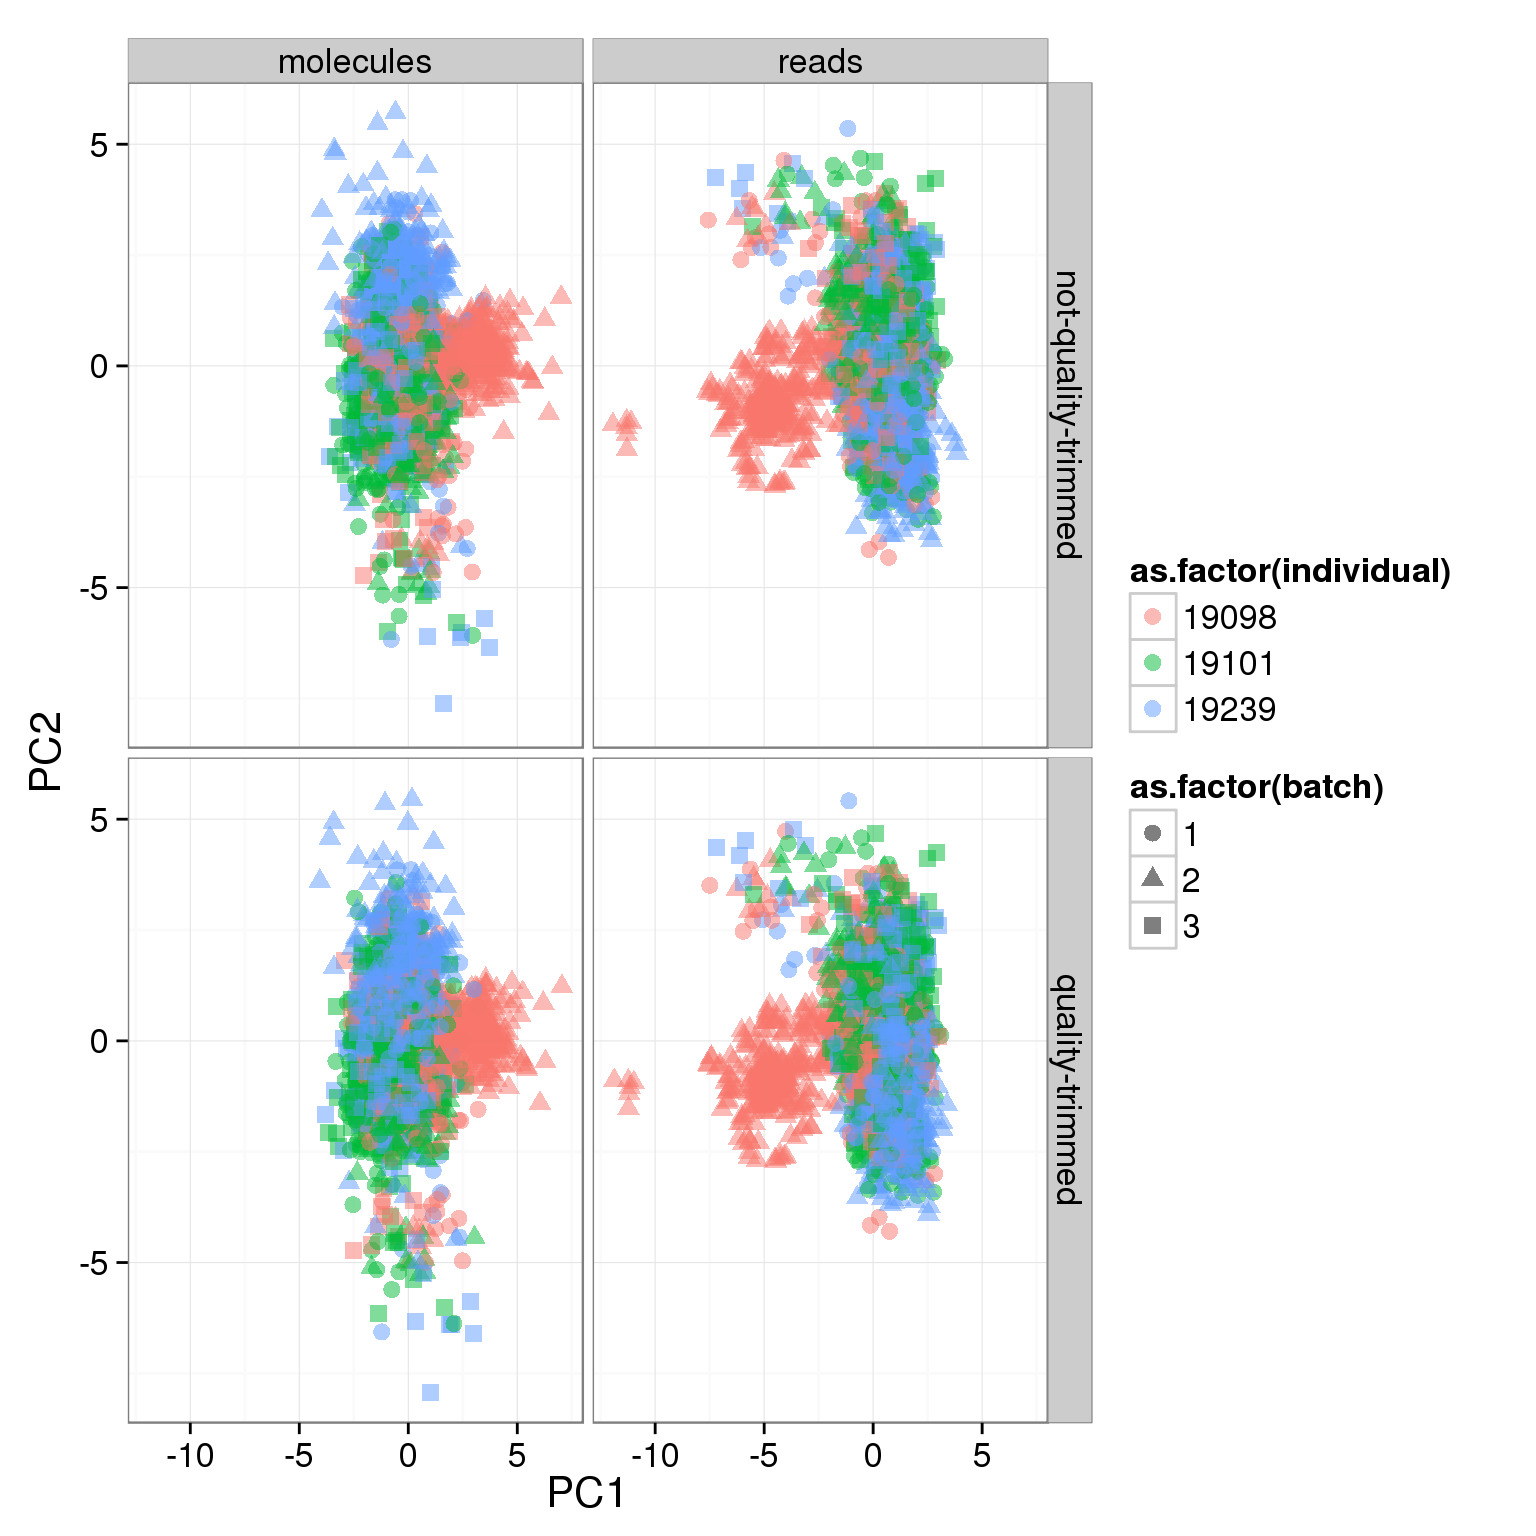 molecules
reads
not-quality-trimmed
quality-trimmed
PC2
5
0
-5
5
0
-5
-10
-5
0
5
-10
-5
0
5
PC1
as.factor(individual)
19098
19101
19239
as.factor(batch)
1
2
3